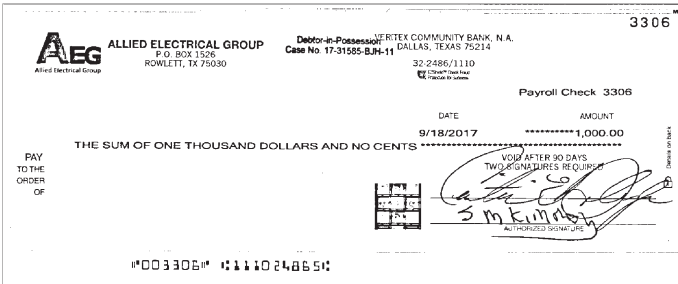 3306
AEG
Allied Electrical Group
ALLIED ELECTRICAL GROUP
P.O. BOX 1526
ROWLETT, TX 75030
Debtor-in-Possession
Case No. 17-31585-BJH-11
VERITEX COMMUNITY BANK, N.A.
DALLAS, TEXAS 75214
32-2486/1110
Payroll Check 3306
DATE AMOUNT
9/18/2017 **********1,000.00
THE SUM OF ONE THOUSAND DOLLARS AND NO CENTS
PAY
TO THE
ORDER
OF
VOID AFTER 90 DAYS
TWO SIGNATURES REQUIRED
AUTHORIZED SIGNATURE
Details on back
⑈003306⑈ ⑆111024865⑆